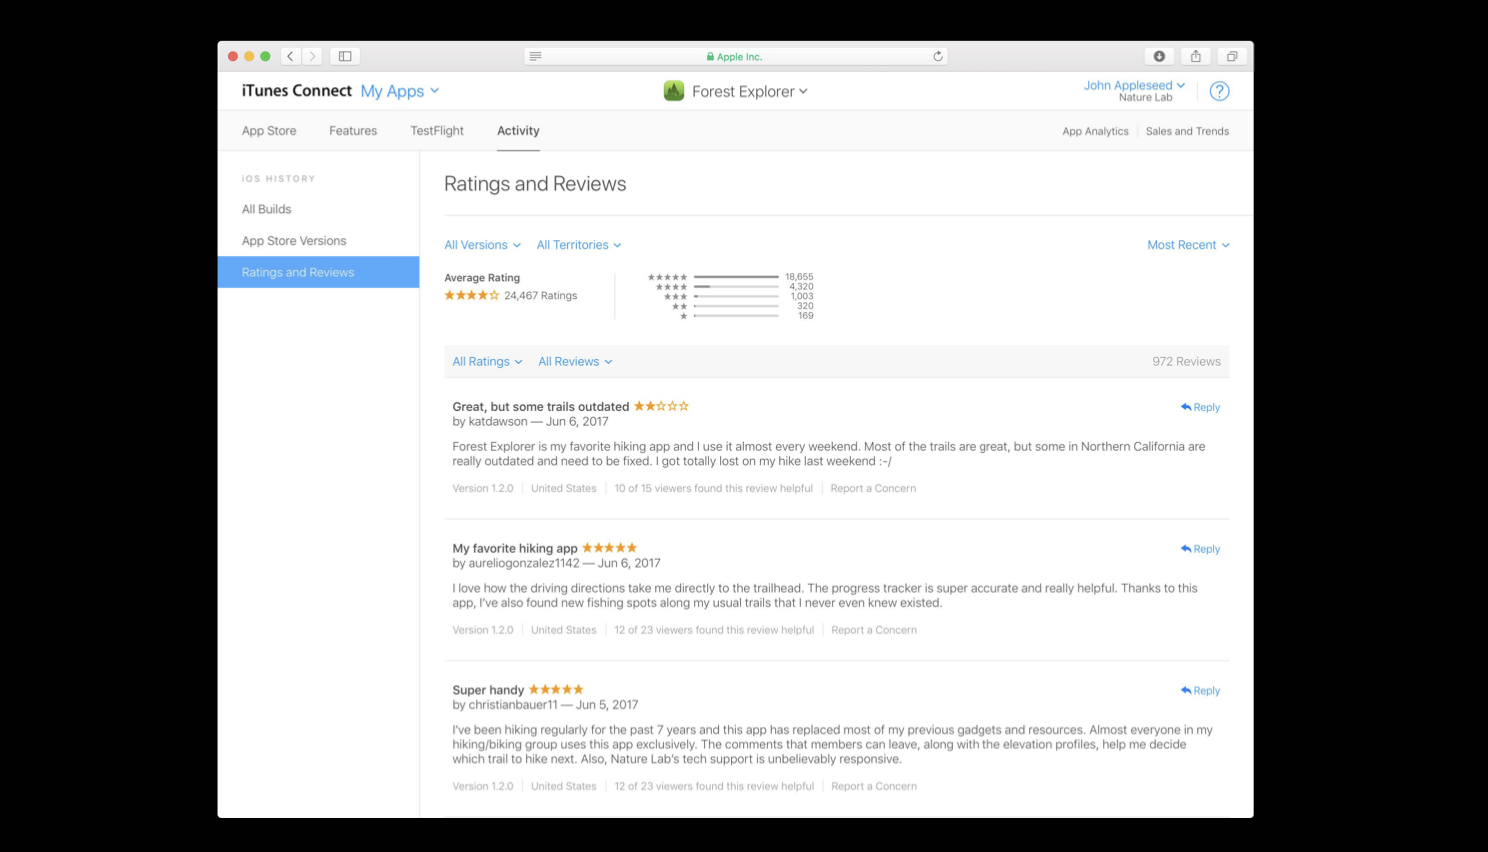 Apple Inc.
iTunes Connect My Apps
Forest Explorer
John Appleseed
Nature Lab
?
App Store Features TestFlight Activity
App Analytics Sales and Trends
iOS HISTORY
All Builds
App Store Versions
Ratings and Reviews
Ratings and Reviews
All Versions All Territories Most Recent
Average Rating
24,467 Ratings
18,655
4,320
1,003
320
169
All Ratings All Reviews 972 Reviews
Great, but some trails outdated Reply
by katdawson — Jun 6, 2017
Forest Explorer is my favorite hiking app and I use it almost every weekend. Most of the trails are great, but some in Northern California are
really outdated and need to be fixed. I got totally lost on my hike last weekend :-/
Version 1.2.0 United States 10 of 15 viewers found this review helpful Report a Concern
My favorite hiking app Reply
by aureliogonzalez1142 — Jun 6, 2017
I love how the driving directions take me directly to the trailhead. The progress tracker is super accurate and really helpful. Thanks to this
app, I've also found new fishing spots along my usual trails that I never even knew existed.
Version 1.2.0 United States 12 of 23 viewers found this review helpful Report a Concern
Super handy Reply
by christianbauer11 — Jun 5, 2017
I've been hiking regularly for the past 7 years and this app has replaced most of my previous gadgets and resources. Almost everyone in my
hiking/biking group uses this app exclusively. The comments that members can leave, along with the elevation profiles, help me decide
which trail to hike next. Also, Nature Lab's tech support is unbelievably responsive.
Version 1.2.0 United States 12 of 23 viewers found this review helpful Report a Concern